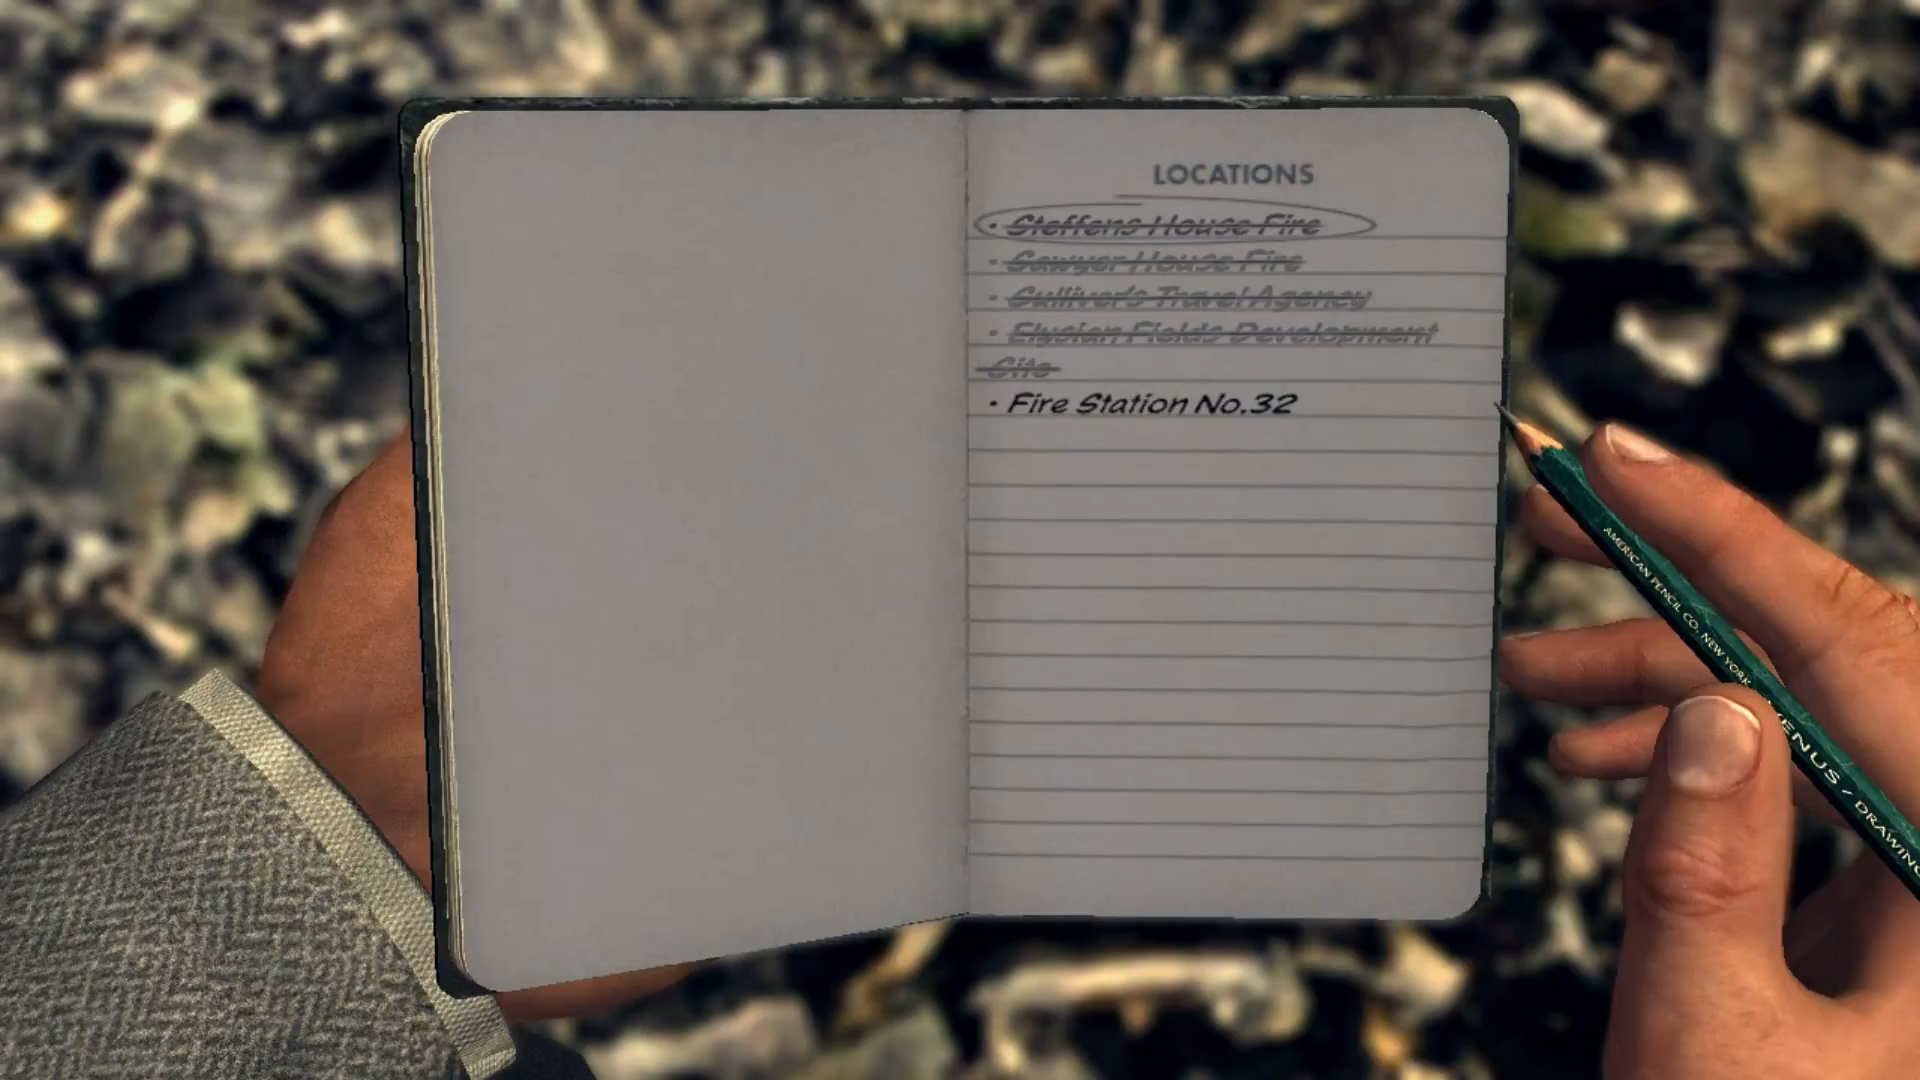 LOCATIONS
· Steffens House Fire
· Sawyer House Fire
· Gulliver's Travel Agency
· Elysian Fields Development
Site
· Fire Station No.32
AMERICAN PENCIL CO. NEW YORK VENUS / DRAWING